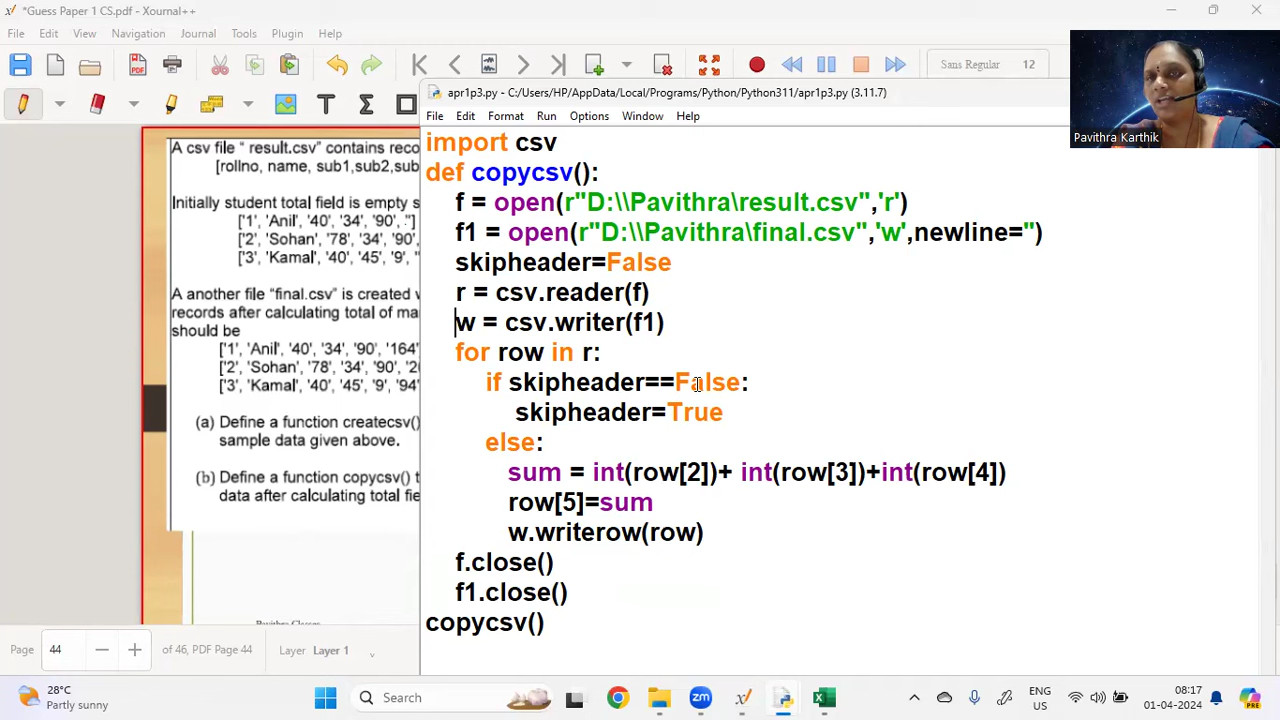 *Guess Paper 1 CS.pdf - Xournal++
File Edit View Navigation Journal Tools Plugin Help
Sans Regular 12
Pavithra Karthik
apr1p3.py - C:/Users/HP/AppData/Local/Programs/Python/Python311/apr1p3.py (3.11.7)
File Edit Format Run Options Window Help
A csv file " result.csv" contains reco
[rollno, name, sub1,sub2,sub
Initially student total field is empty s
['1', 'Anil', '40', '34', '90', '']
['2', 'Sohan', '78', '34', '90',
['3', 'Kamal', '40', '45', '9', '
A another file "final.csv" is created w
records after calculating total of ma
should be
['1', 'Anil', '40', '34', '90', '164'
['2', 'Sohan', '78', '34', '90', '2
['3', 'Kamal', '40', '45', '9', '94'
(a) Define a function createcsv()
sample data given above.
(b) Define a function copycsv() t
data after calculating total fie
Pavithra Classes
import csv
def copycsv():
f = open(r"D:\\Pavithra\result.csv",'r')
f1 = open(r"D:\\Pavithra\final.csv",'w',newline='')
skipheader=False
r = csv.reader(f)
w = csv.writer(f1)
for row in r:
if skipheader==False:
skipheader=True
else:
sum = int(row[2])+ int(row[3])+int(row[4])
row[5]=sum
w.writerow(row)
f.close()
f1.close()
copycsv()
Page 44 of 46, PDF Page 44 Layer Layer 1
28°C
Partly sunny
Search
ENG
US
08:17
01-04-2024
PRE